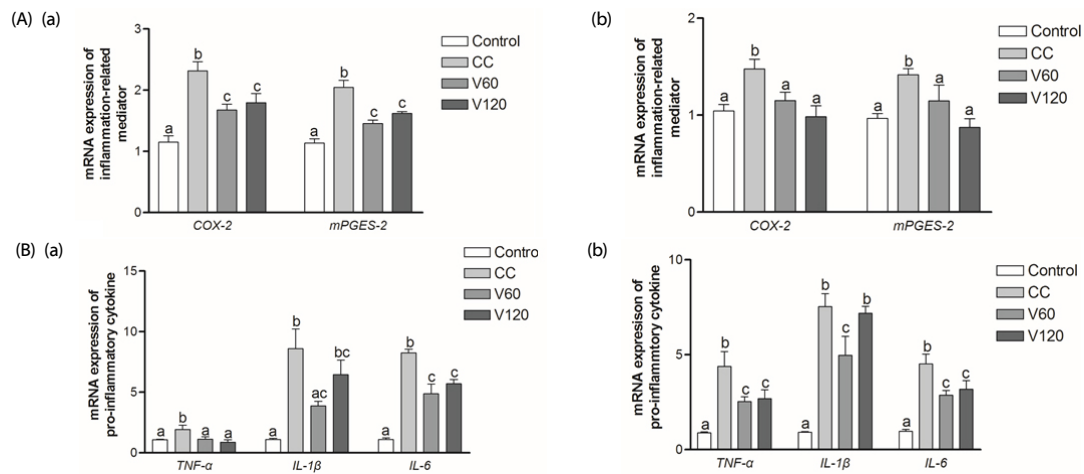 (A) (a)
mRNA expression of
inflamation-related
mediator
3
2
1
0
b
c
c
a
b
c
c
a
COX-2
mPGES-2
Control
CC
V60
V120
(b)
mRNA expression of
inflamation-related
mediator
2
1
0
b
a
a
a
b
a
a
a
COX-2
mPGES-2
Control
CC
V60
V120
(B) (a)
mRNA expression of
pro-inflammatory cytokine
15
10
5
0
a
b
a
a
a
b
ac
bc
a
b
c
c
TNF-α
IL-1β
IL-6
Contro
CC
V60
V120
(b)
mRNA expresison of
pro-inflammtory cytokine
10
5
0
a
b
c
c
a
b
c
b
a
b
c
c
TNF-α
IL-1β
IL-6
Control
CC
V60
V120